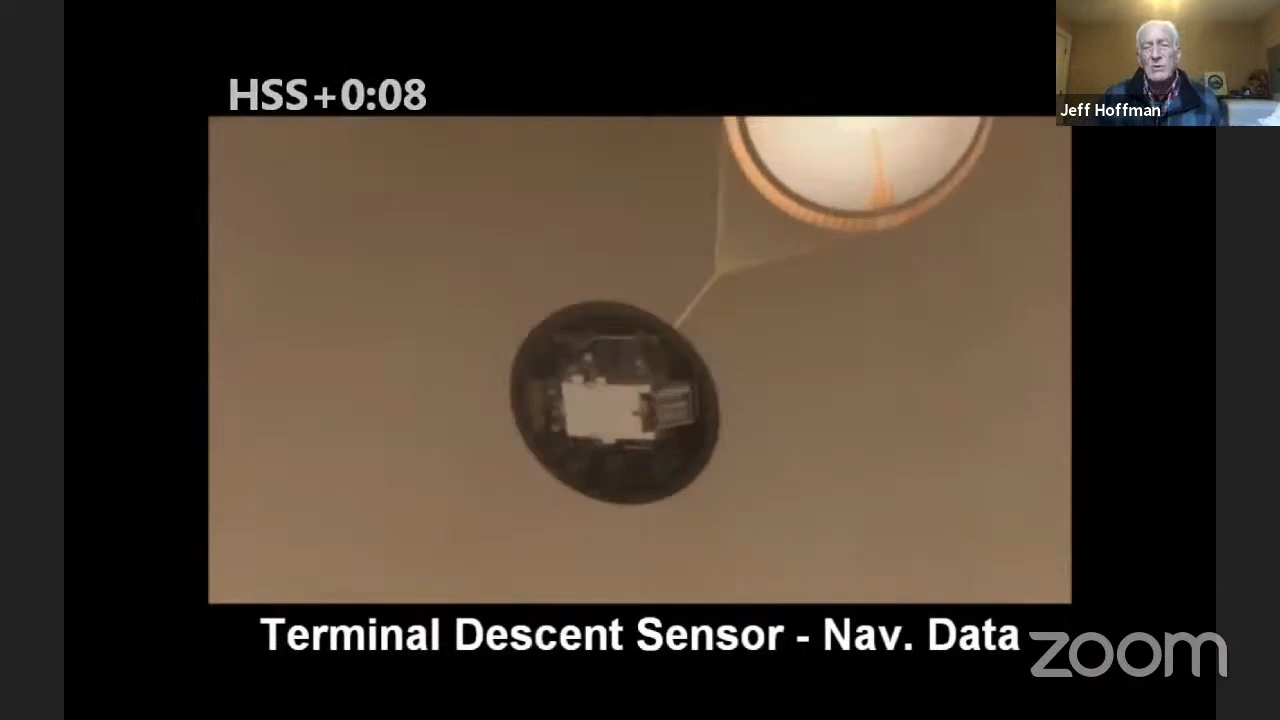 HSS+0:08
Jeff Hoffman
Terminal Descent Sensor - Nav. Data
zoom